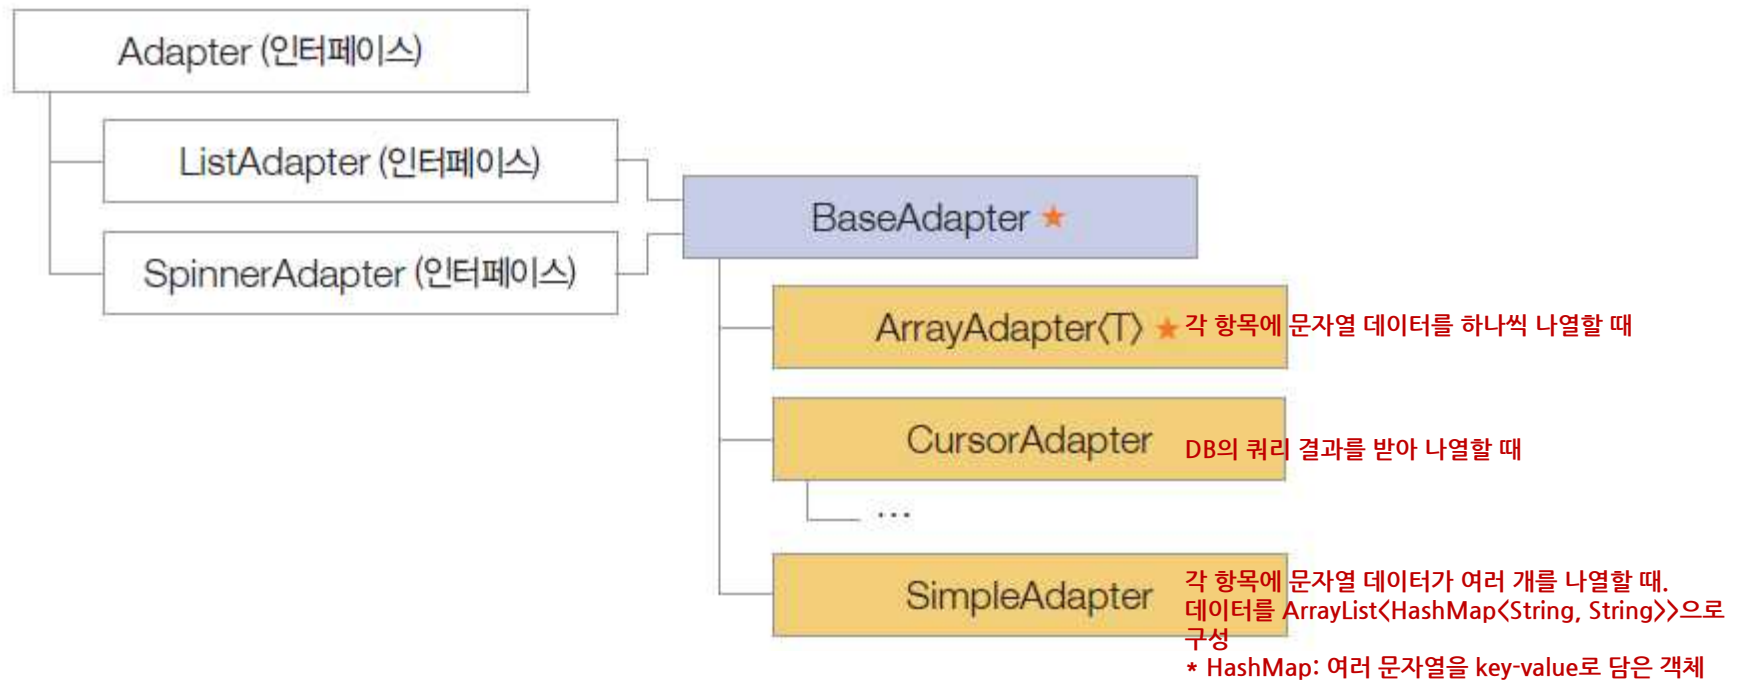 Adapter (인터페이스)
ListAdapter (인터페이스)
BaseAdapter ★
SpinnerAdapter (인터페이스)
ArrayAdapter〈T〉 ★ 각 항목에 문자열 데이터를 하나씩 나열할 때
CursorAdapter DB의 쿼리 결과를 받아 나열할 때
...
SimpleAdapter
각 항목에 문자열 데이터가 여러 개를 나열할 때.
데이터를 ArrayList<HashMap<String, String>>으로
구성
* HashMap: 여러 문자열을 key-value로 담은 객체